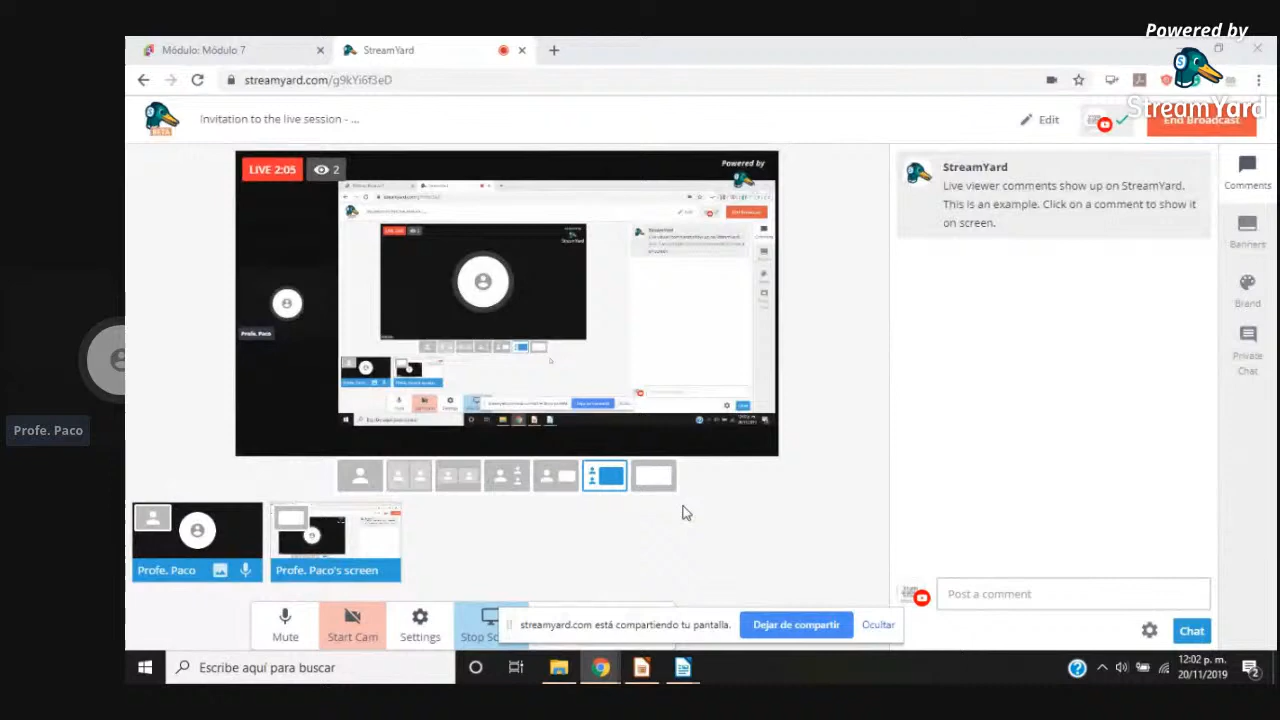 Powered by
StreamYard
Módulo: Módulo 7
StreamYard
streamyard.com/g9kYi6f3eD
BETA
Invitation to the live session - ...
Edit
End Broadcast
LIVE 2:05
2
Powered by
StreamYard
Profe. Paco
StreamYard
Live viewer comments show up on StreamYard.
This is an example. Click on a comment to show it
on screen.
Comments
Banners
Brand
Private
Chat
Profe. Paco
Profe. Paco
Profe. Paco's screen
Post a comment
Chat
Mute
Start Cam
Settings
Stop Sc
streamyard.com está compartiendo tu pantalla.
Dejar de compartir
Ocultar
Escribe aquí para buscar
12:02 p. m.
20/11/2019
2